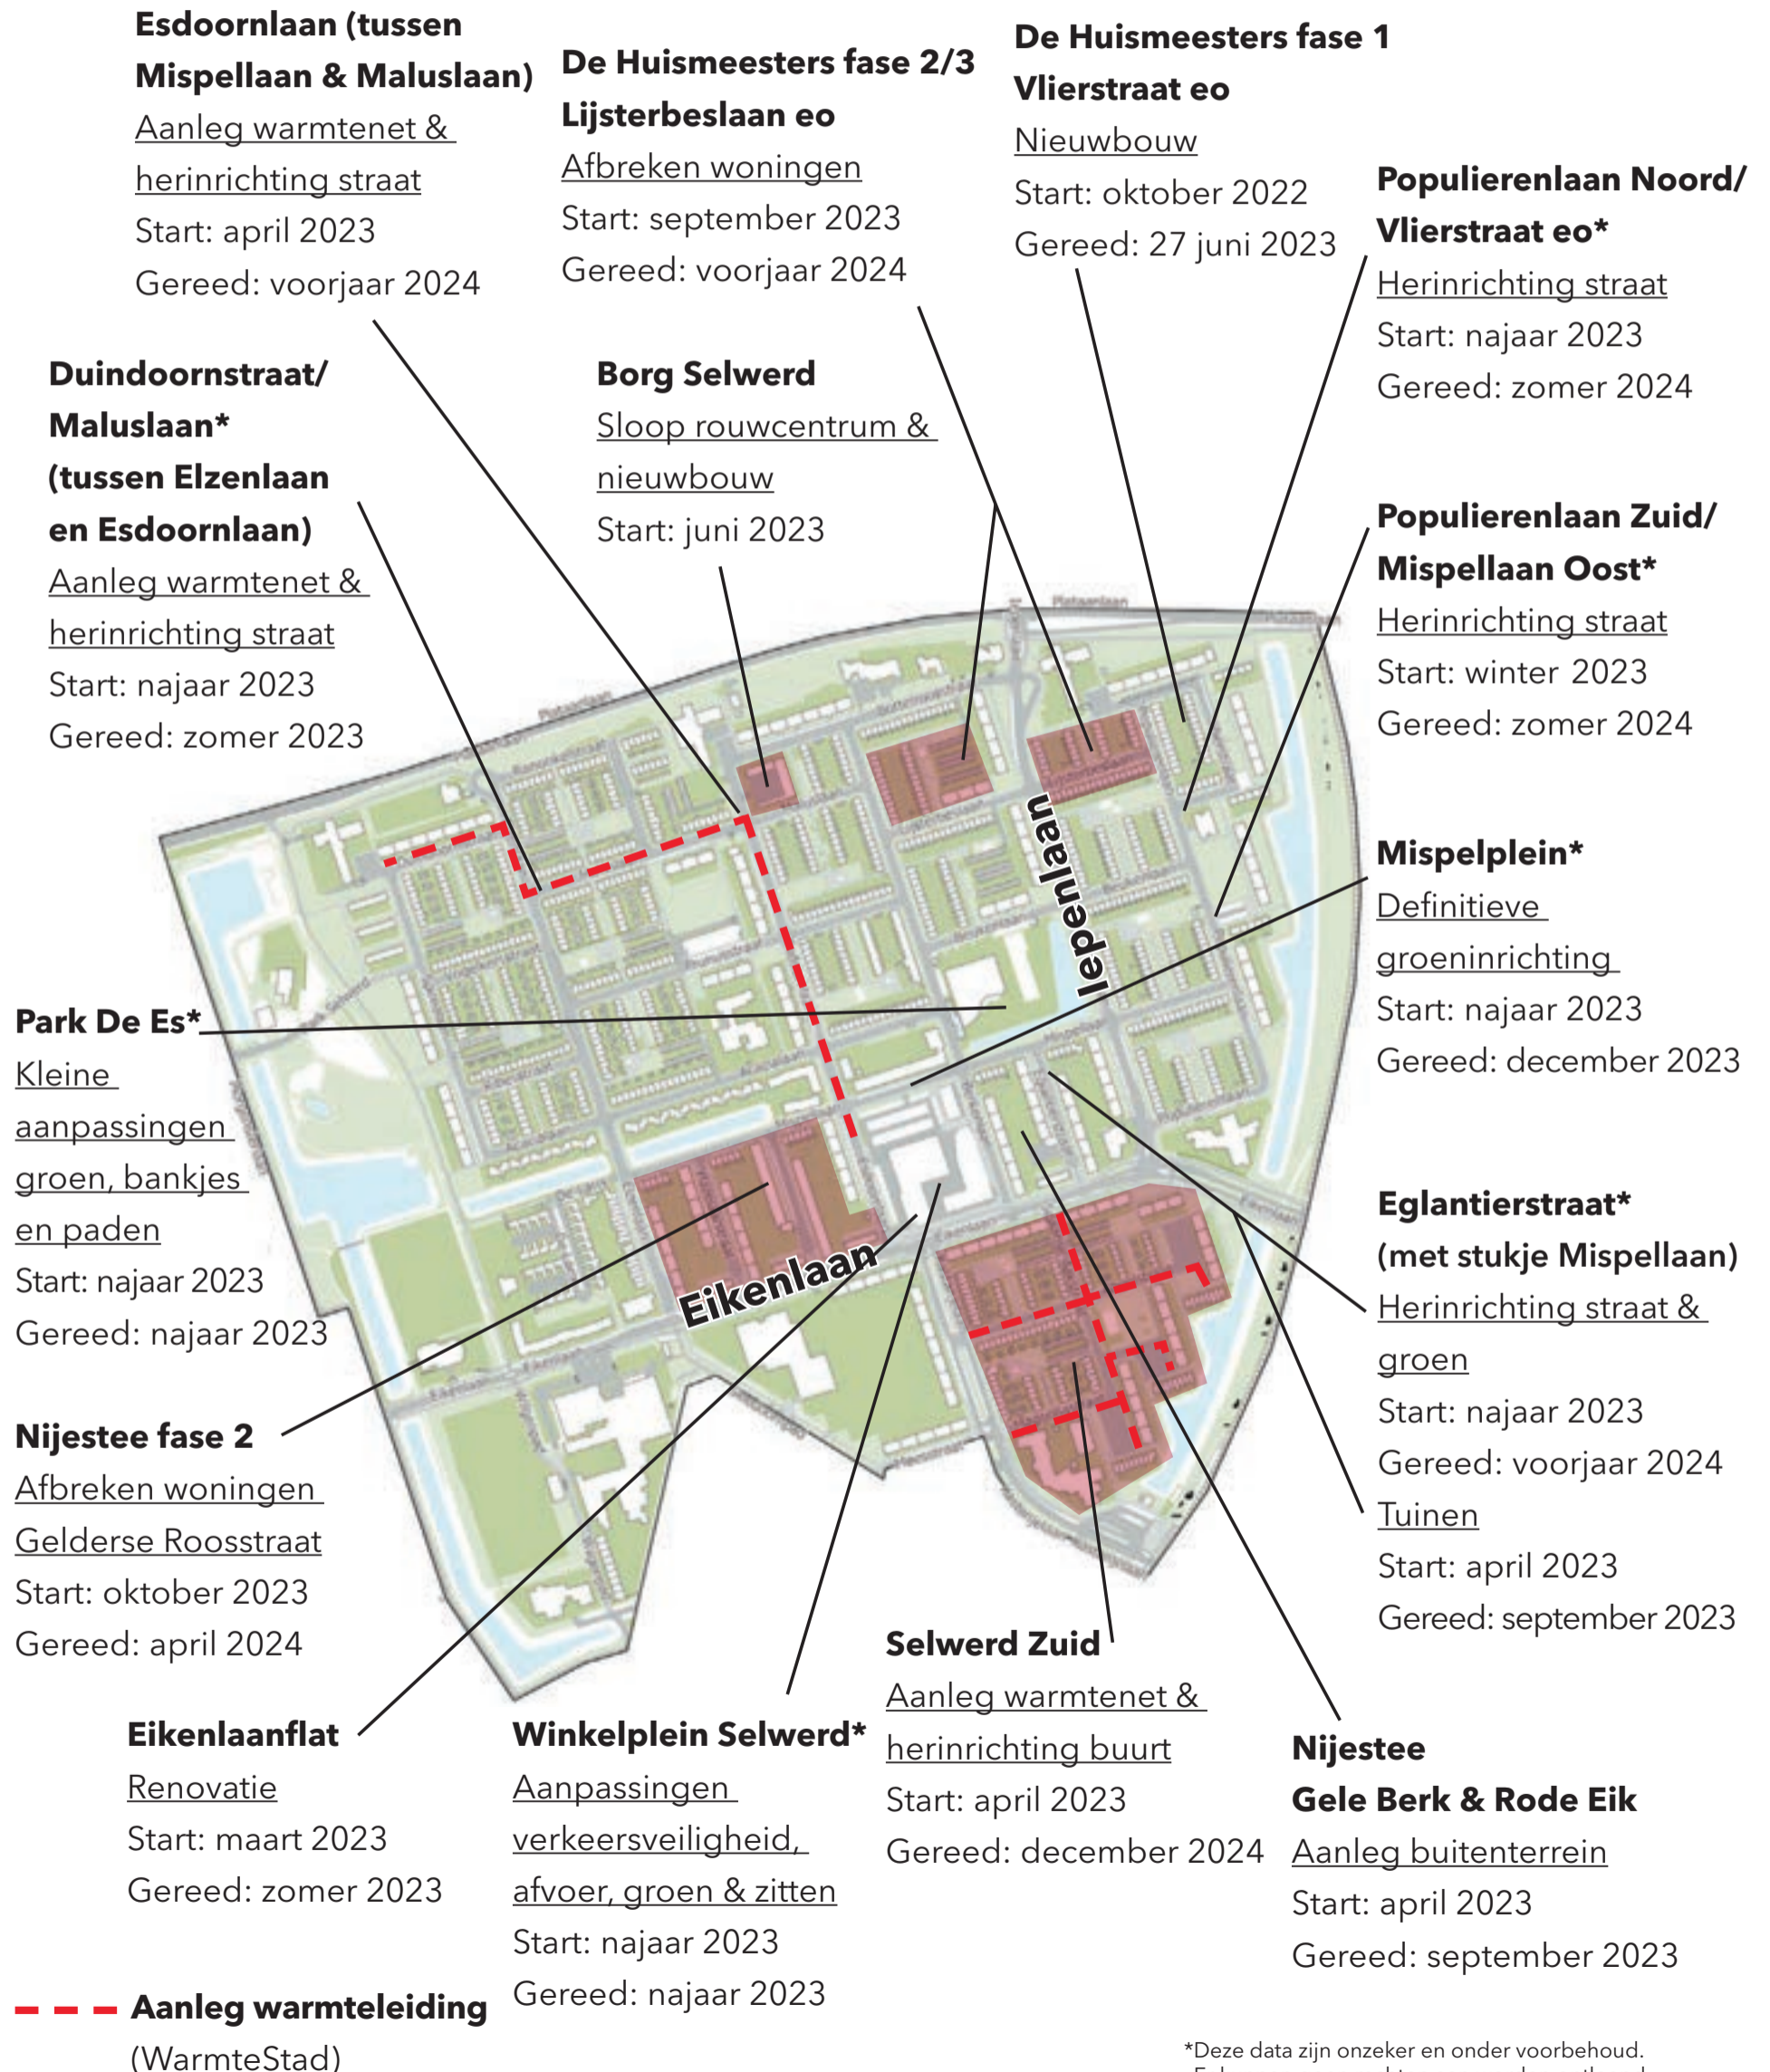 Esdoornlaan (tussen
Mispellaan & Maluslaan)
Aanleg warmtenet &
herinrichting straat
Start: april 2023
Gereed: voorjaar 2024
De Huismeesters fase 2/3
Lijsterbeslaan eo
Afbreken woningen
Start: september 2023
Gereed: voorjaar 2024
De Huismeesters fase 1
Vlierstraat eo
Nieuwbouw
Start: oktober 2022
Gereed: 27 juni 2023
Populierenlaan Noord/
Vlierstraat eo*
Herinrichting straat
Start: najaar 2023
Gereed: zomer 2024
Duindoornstraat/
Maluslaan*
(tussen Elzenlaan
en Esdoornlaan)
Aanleg warmtenet &
herinrichting straat
Start: najaar 2023
Gereed: zomer 2023
Borg Selwerd
Sloop rouwcentrum &
nieuwbouw
Start: juni 2023
Populierenlaan Zuid/
Mispellaan Oost*
Herinrichting straat
Start: winter 2023
Gereed: zomer 2024
Plataanlaan
Plataanlaan
Iepenlaan
Mispelplein*
Definitieve
groeninrichting
Start: najaar 2023
Gereed: december 2023
Park De Es*
Kleine
aanpassingen
groen, bankjes
en paden
Start: najaar 2023
Gereed: najaar 2023
Eikenlaan
Eikenlaan
Eikenlaan
Eglantierstraat*
(met stukje Mispellaan)
Herinrichting straat &
groen
Start: najaar 2023
Gereed: voorjaar 2024
Tuinen
Start: april 2023
Gereed: september 2023
Nijestee fase 2
Afbreken woningen
Gelderse Roosstraat
Start: oktober 2023
Gereed: april 2024
Eikenlaanflat
Renovatie
Start: maart 2023
Gereed: zomer 2023
Winkelplein Selwerd*
Aanpassingen
verkeersveiligheid,
afvoer, groen & zitten
Start: najaar 2023
Gereed: najaar 2023
Selwerd Zuid
Aanleg warmtenet &
herinrichting buurt
Start: april 2023
Gereed: december 2024
Nijestee
Gele Berk & Rode Eik
Aanleg buitenterrein
Start: april 2023
Gereed: september 2023
Aanleg warmteleiding
(WarmteStad)
*Deze data zijn onzeker en onder voorbehoud.